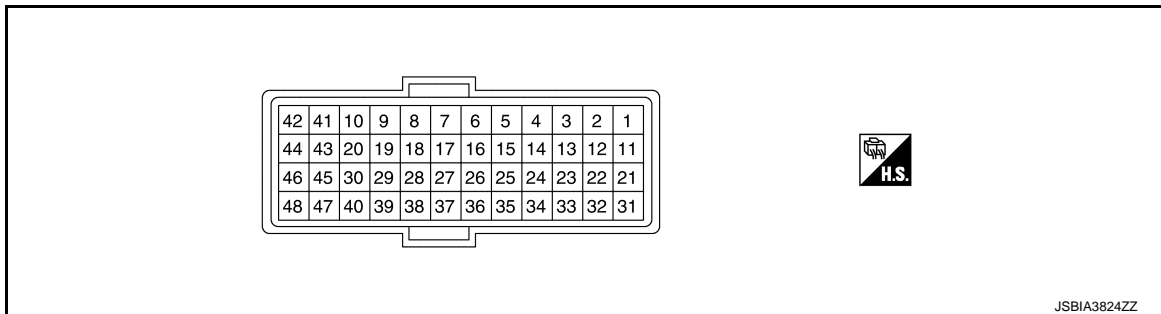 42 41 10 9 8 7 6 5 4 3 2 1
44 43 20 19 18 17 16 15 14 13 12 11
46 45 30 29 28 27 26 25 24 23 22 21
48 47 40 39 38 37 36 35 34 33 32 31
H.S.
JSBIA3824ZZ